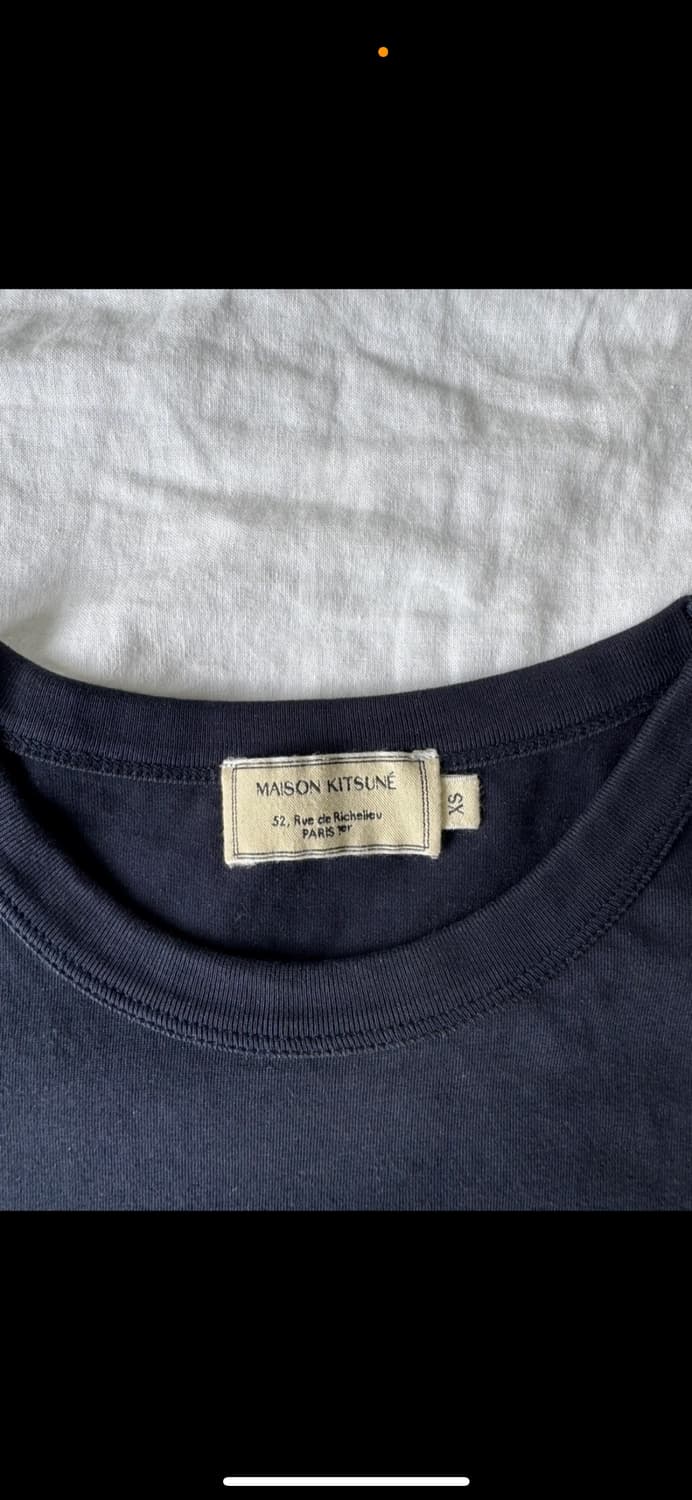 MAISON KITSUNÉ
52, Rue de Richelieu
PARIS 1er
XS